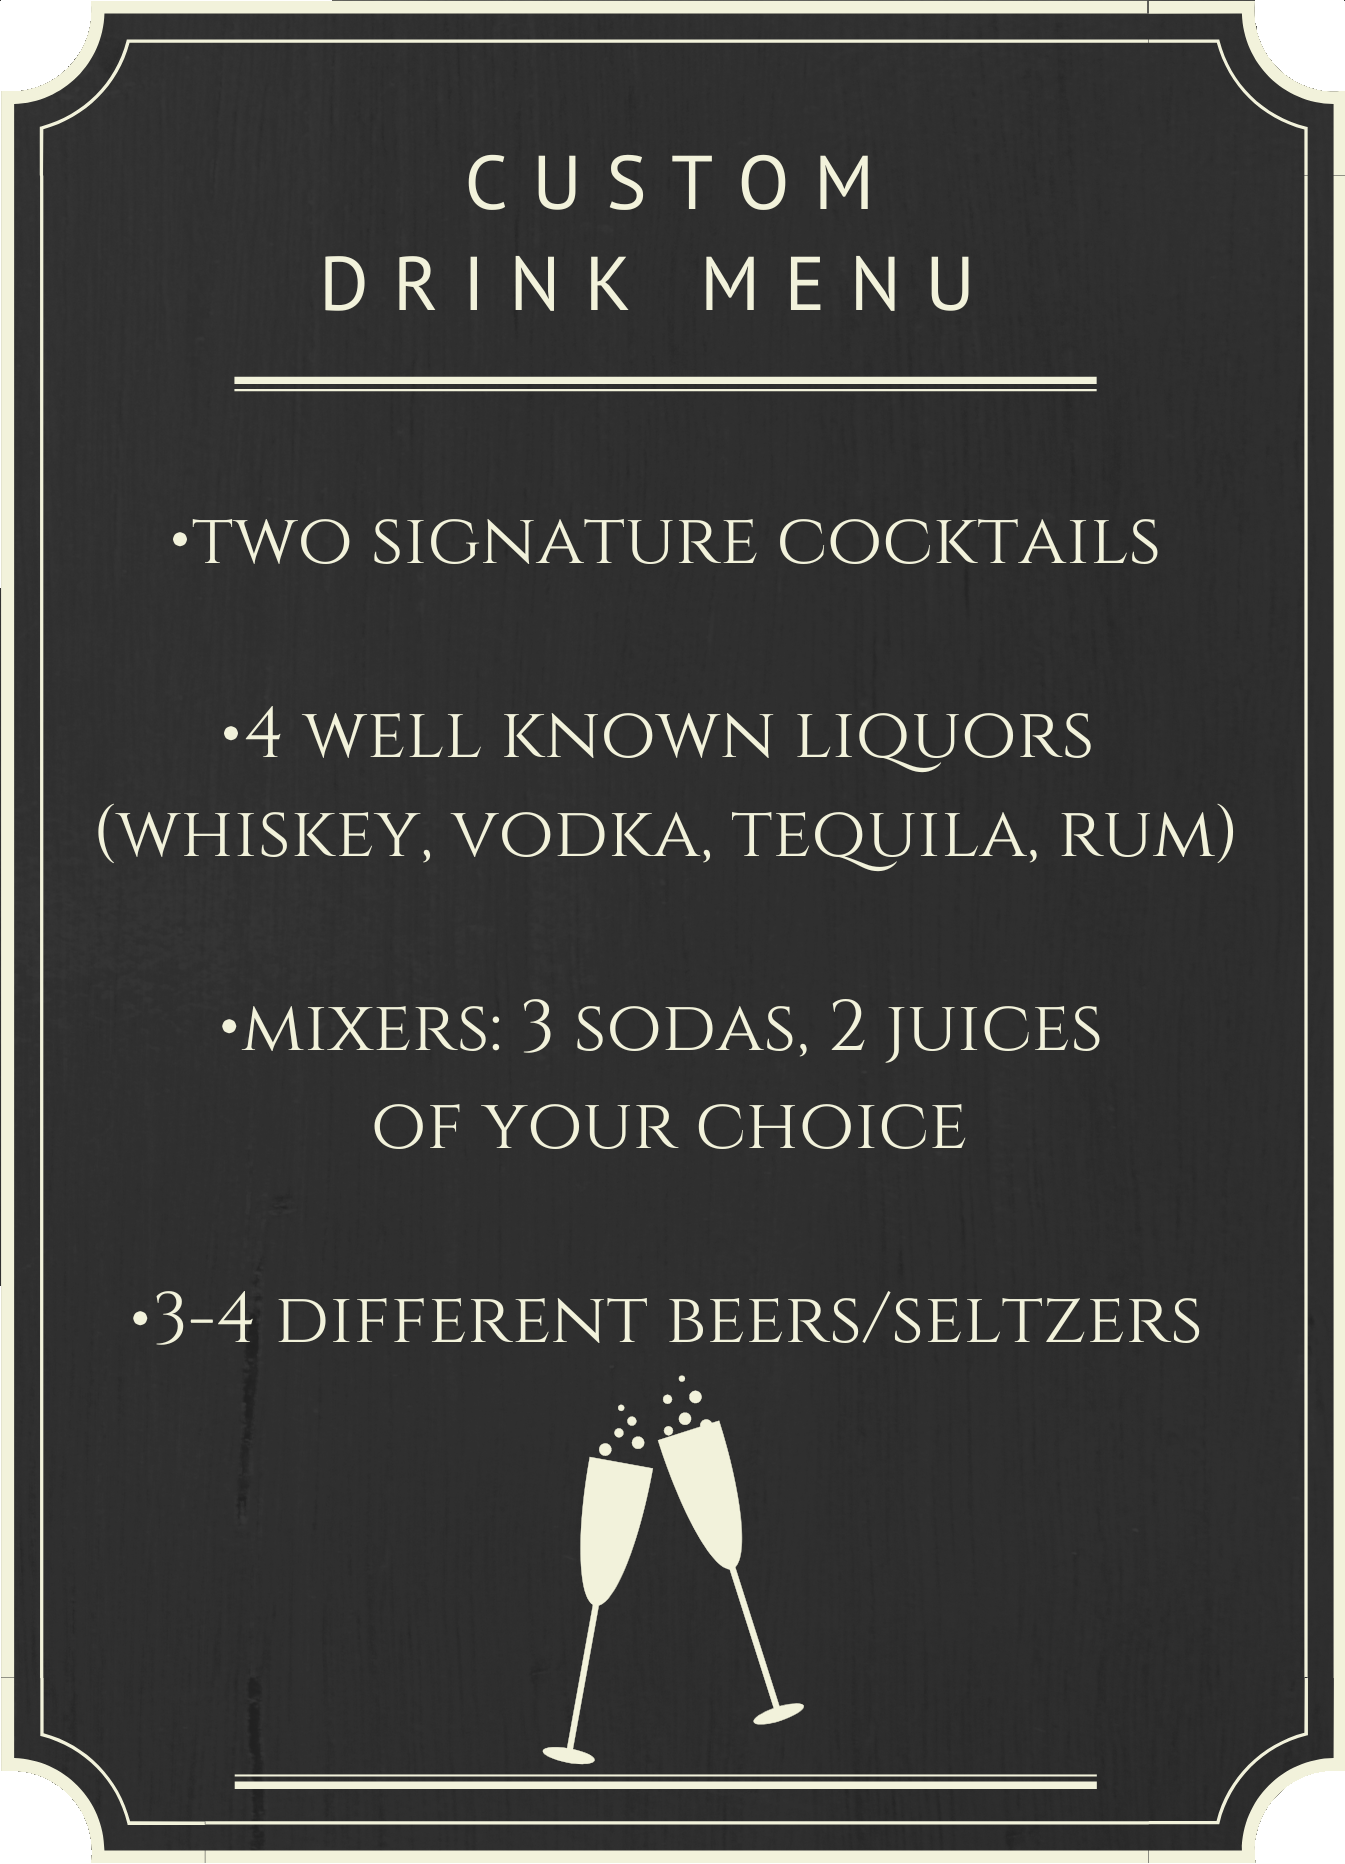 CUSTOM
DRINK MENU
•TWO SIGNATURE COCKTAILS
•4 WELL KNOWN LIQUORS
(WHISKEY, VODKA, TEQUILA, RUM)
•MIXERS: 3 SODAS, 2 JUICES
OF YOUR CHOICE
•3-4 DIFFERENT BEERS/SELTZERS